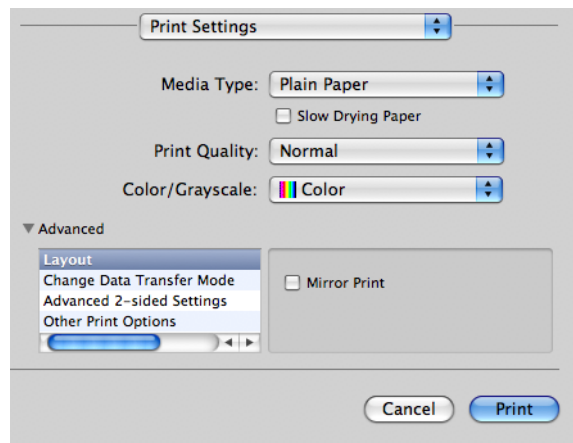 Print Settings
Media Type: Plain Paper
Slow Drying Paper
Print Quality: Normal
Color/Grayscale: Color
Advanced
Layout
Change Data Transfer Mode
Advanced 2-sided Settings
Other Print Options
Mirror Print
Cancel Print